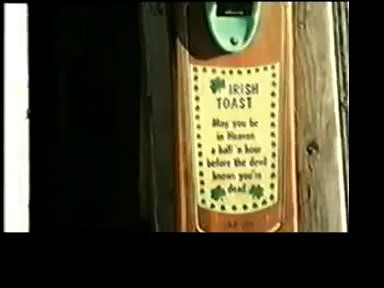 IRISH
TOAST
May you be
in Heaven
a half 'n hour
before the devil
knows you're
dead